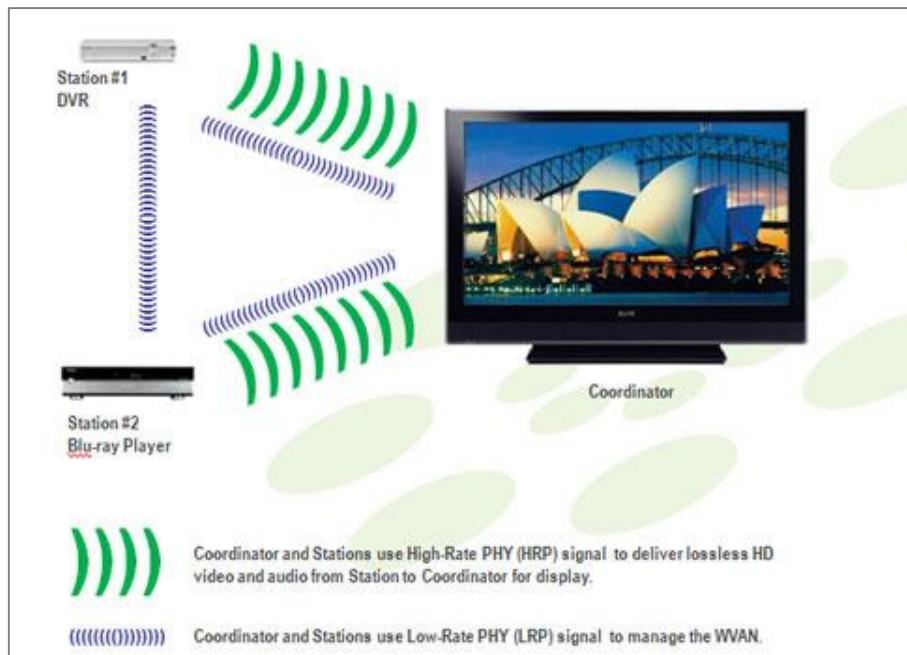 Station #1
DVR
Coordinator
Station #2
Blu-ray Player
Coordinator and Stations use High-Rate PHY (HRP) signal to deliver lossless HD
video and audio from Station to Coordinator for display.
Coordinator and Stations use Low-Rate PHY (LRP) signal to manage the WVAN.